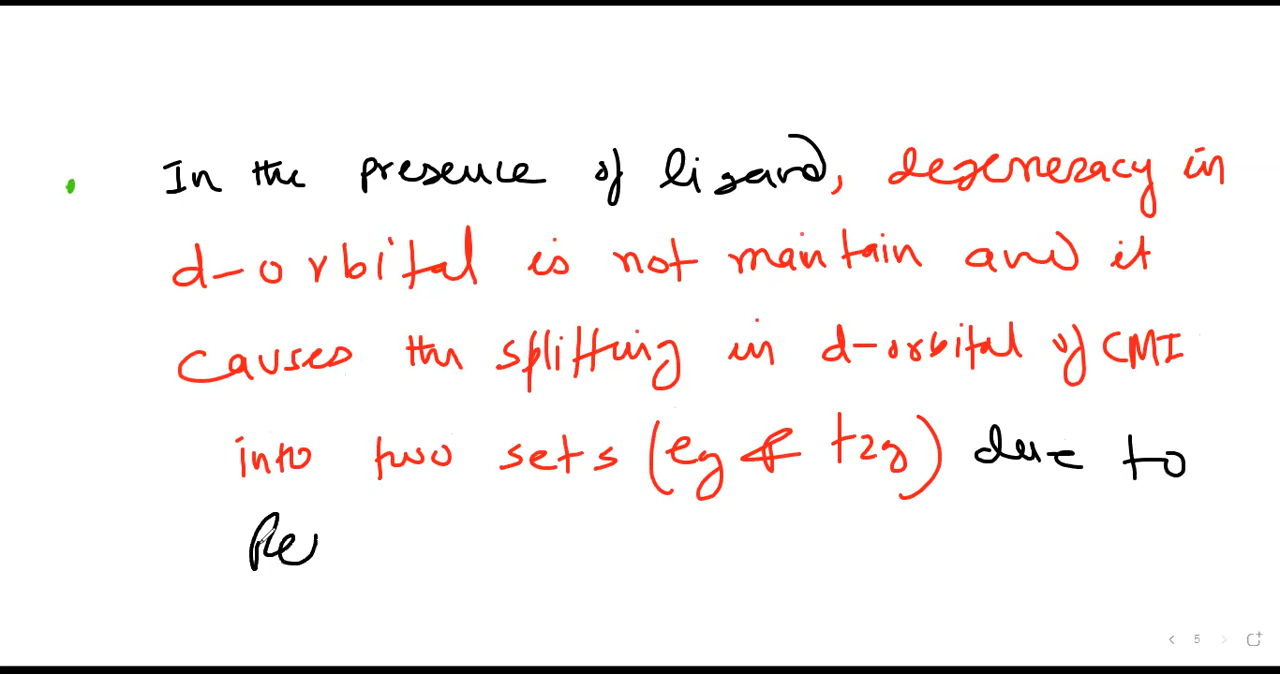 In the presence of ligand, degeneracy in
d-orbital is not maintain and it
causes the splitting in d-orbital of CMI
into two sets (eg & t2g) due to
Re
5